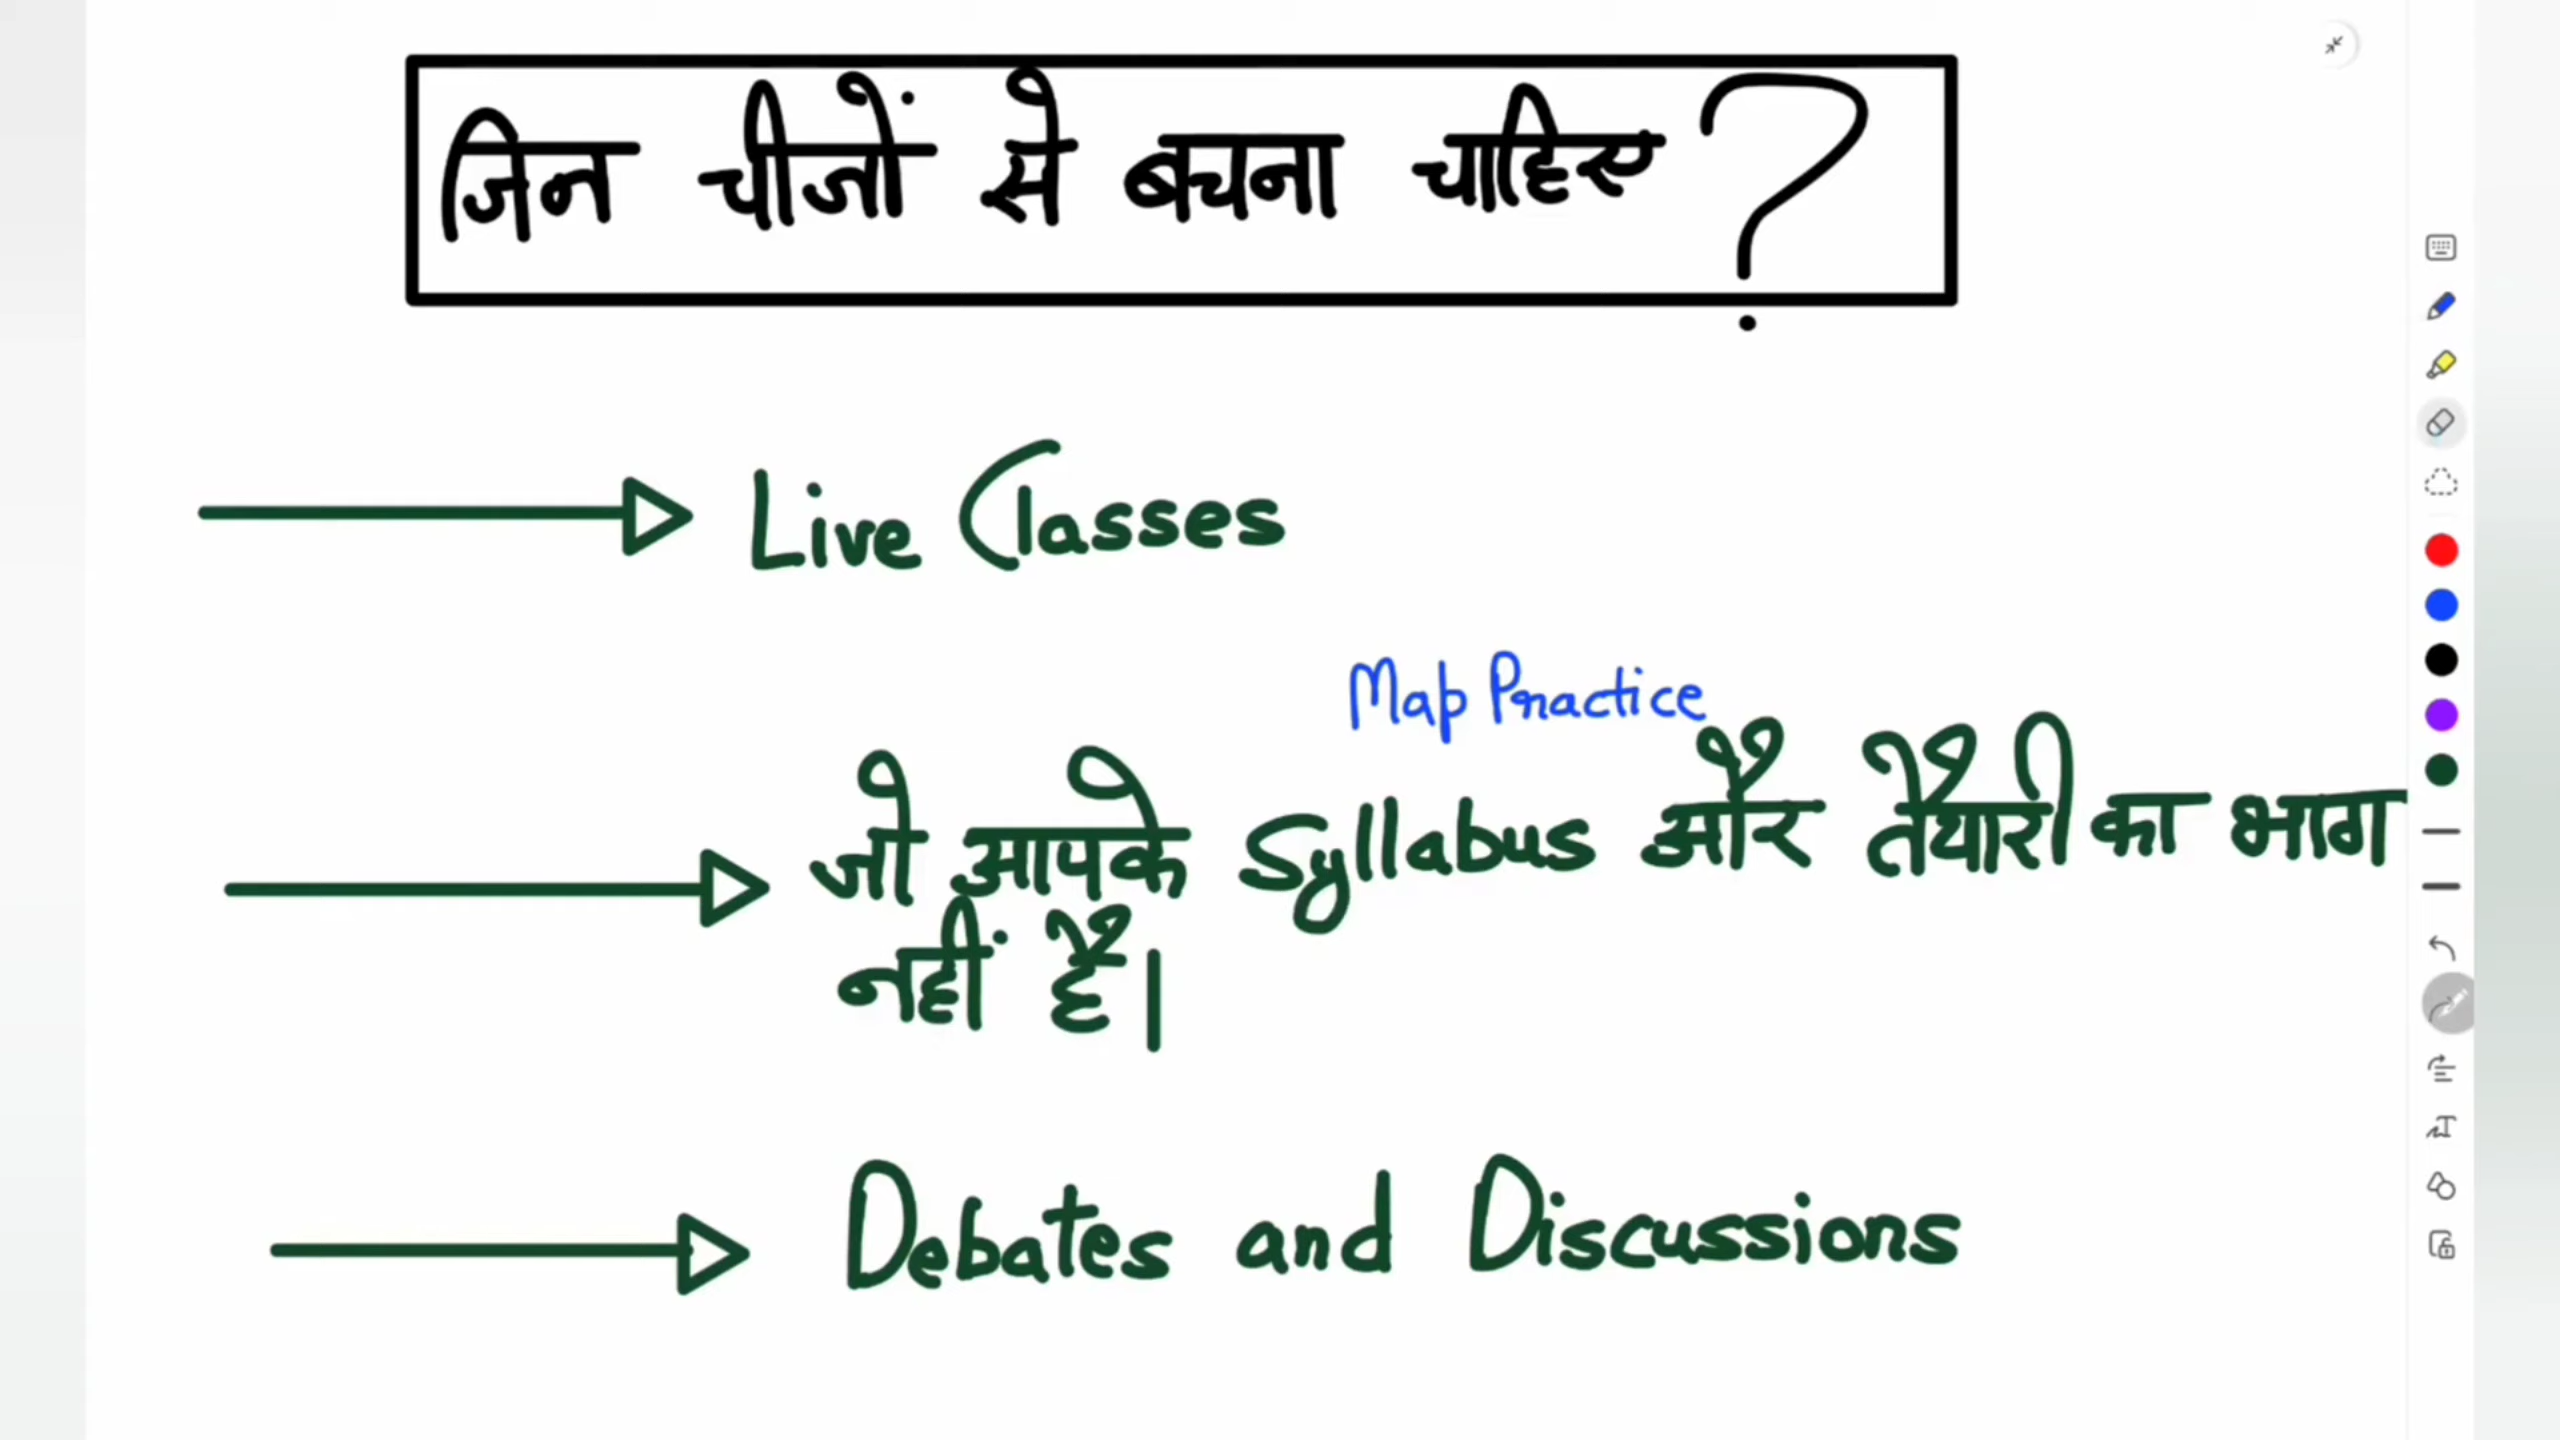 जिन चीजों से बचना चाहिए ?
Live Classes
Map Practice
जो आपके Syllabus और तैयारी का भाग
नहीं है।
Debates and Discussions